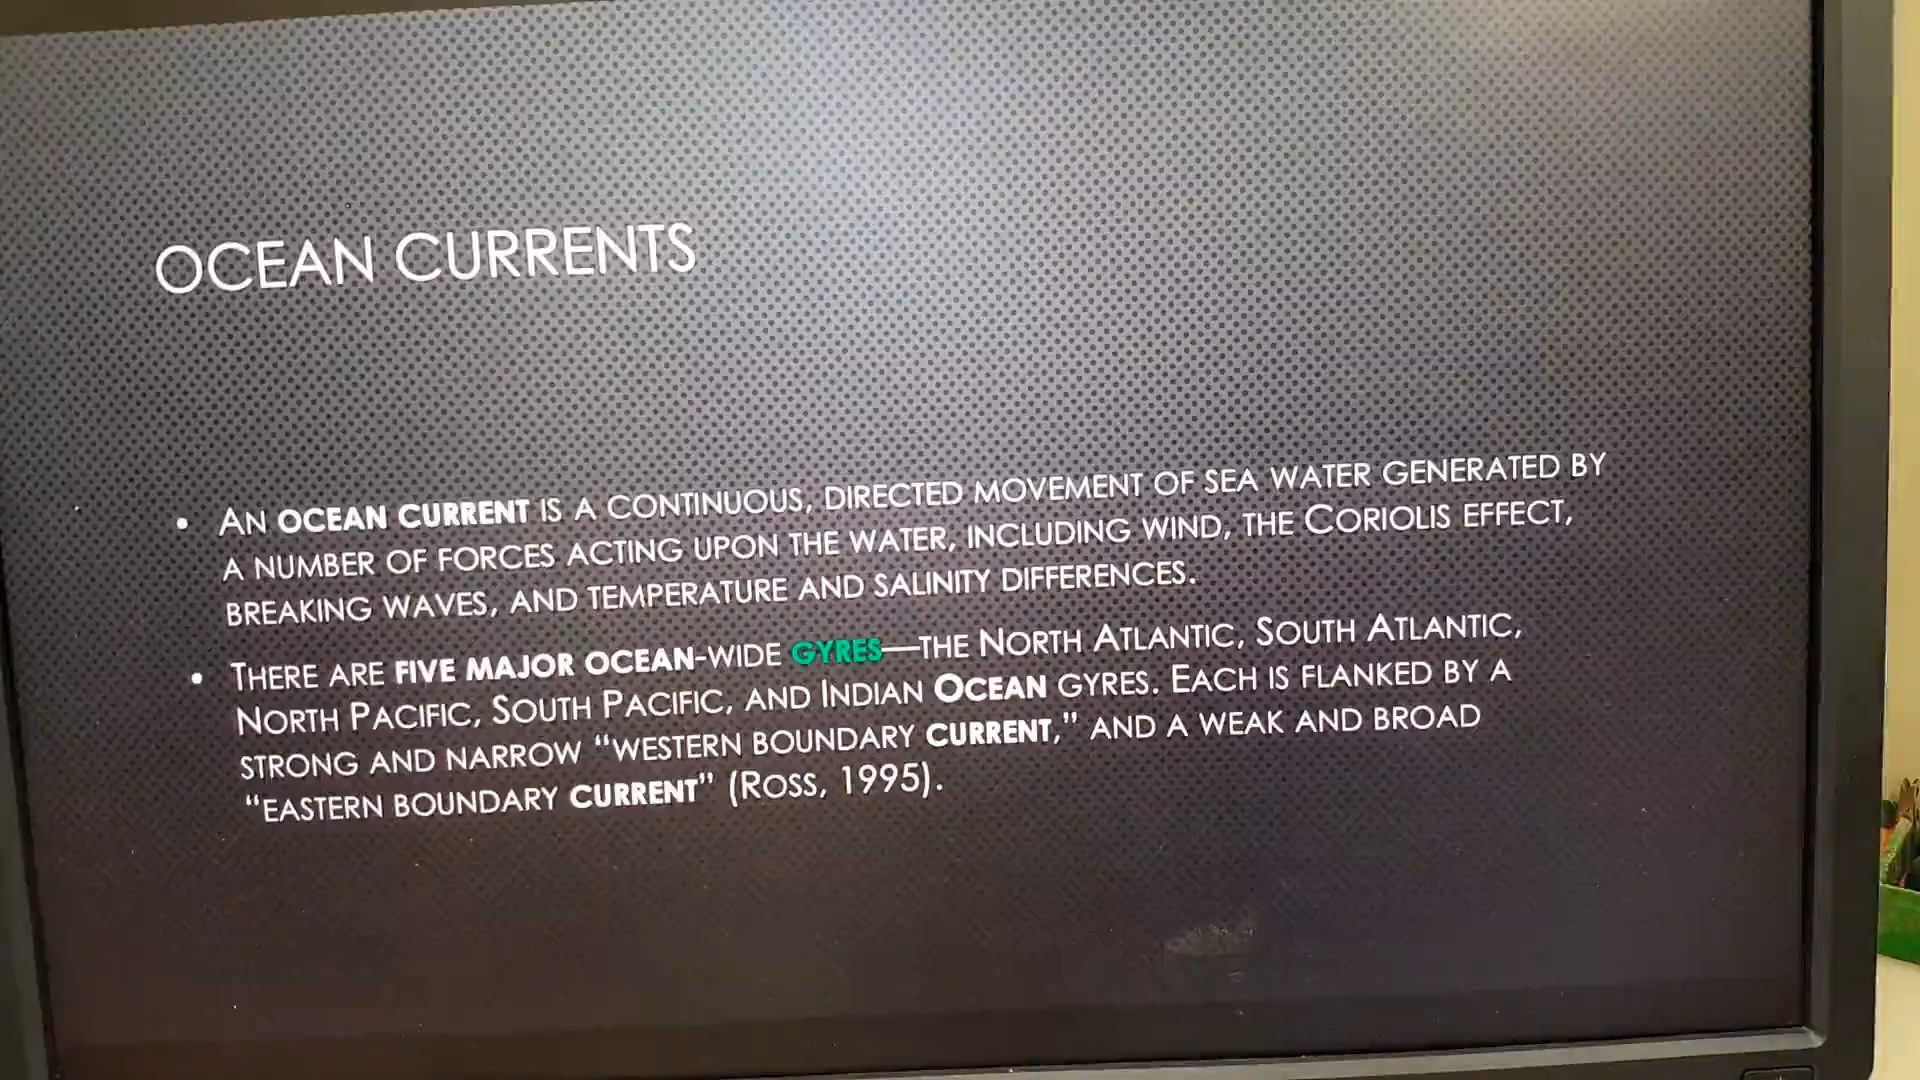 OCEAN CURRENTS
• AN OCEAN CURRENT IS A CONTINUOUS, DIRECTED MOVEMENT OF SEA WATER GENERATED BY
A NUMBER OF FORCES ACTING UPON THE WATER, INCLUDING WIND, THE CORIOLIS EFFECT,
BREAKING WAVES, AND TEMPERATURE AND SALINITY DIFFERENCES.
• THERE ARE FIVE MAJOR OCEAN-WIDE GYRES—THE NORTH ATLANTIC, SOUTH ATLANTIC,
NORTH PACIFIC, SOUTH PACIFIC, AND INDIAN OCEAN GYRES. EACH IS FLANKED BY A
STRONG AND NARROW “WESTERN BOUNDARY CURRENT,” AND A WEAK AND BROAD
“EASTERN BOUNDARY CURRENT” (ROSS, 1995).